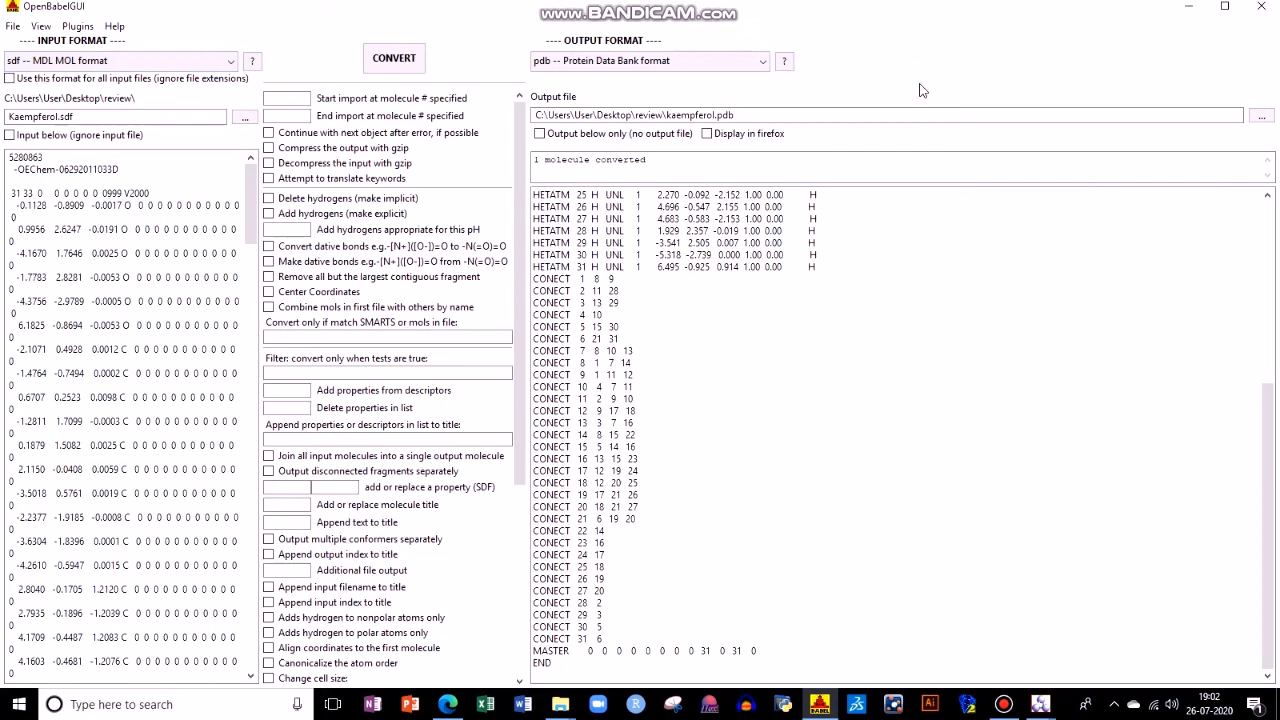 OpenBabelGUI
www.BANDICAM.com
File View Plugins Help
---- INPUT FORMAT ----
sdf -- MDL MOL format
?
Use this format for all input files (ignore file extensions)
C:\Users\User\Desktop\review\
Kaempferol.sdf
...
Input below (ignore input file)
5280863
-OEChem-06292011033D
31 33 0 0 0 0 0 0 0999 V2000
-0.1128 -0.8909 -0.0017 O 0 0 0 0 0 0 0 0 0 0 0
0
0.9956 2.6247 -0.0191 O 0 0 0 0 0 0 0 0 0 0 0
0
-4.1670 1.7646 0.0025 O 0 0 0 0 0 0 0 0 0 0 0
0
-1.7783 2.8281 -0.0053 O 0 0 0 0 0 0 0 0 0 0 0
0
-4.3756 -2.9789 -0.0005 O 0 0 0 0 0 0 0 0 0 0 0
0
6.1825 -0.8694 -0.0053 O 0 0 0 0 0 0 0 0 0 0 0
0
-2.1071 0.4928 0.0012 C 0 0 0 0 0 0 0 0 0 0 0
0
-1.4764 -0.7494 0.0002 C 0 0 0 0 0 0 0 0 0 0 0
0
0.6707 0.2523 0.0098 C 0 0 0 0 0 0 0 0 0 0 0
0
-1.2811 1.7099 -0.0003 C 0 0 0 0 0 0 0 0 0 0 0
0
0.1879 1.5082 0.0025 C 0 0 0 0 0 0 0 0 0 0 0
0
2.1150 -0.0408 0.0059 C 0 0 0 0 0 0 0 0 0 0 0
0
-3.5018 0.5761 0.0019 C 0 0 0 0 0 0 0 0 0 0 0
0
-2.2377 -1.9185 -0.0008 C 0 0 0 0 0 0 0 0 0 0 0
0
-3.6304 -1.8396 0.0001 C 0 0 0 0 0 0 0 0 0 0 0
0
-4.2610 -0.5947 0.0015 C 0 0 0 0 0 0 0 0 0 0 0
0
2.8040 -0.1705 1.2120 C 0 0 0 0 0 0 0 0 0 0 0
0
2.7935 -0.1896 -1.2039 C 0 0 0 0 0 0 0 0 0 0 0
0
4.1709 -0.4487 1.2083 C 0 0 0 0 0 0 0 0 0 0 0
0
4.1603 -0.4681 -1.2076 C 0 0 0 0 0 0 0 0 0 0 0
0
CONVERT
Start import at molecule # specified
End import at molecule # specified
Continue with next object after error, if possible
Compress the output with gzip
Decompress the input with gzip
Attempt to translate keywords
Delete hydrogens (make implicit)
Add hydrogens (make explicit)
Add hydrogens appropriate for this pH
Convert dative bonds e.g.-[N+]([O-])=O to -N(=O)=O
Make dative bonds e.g.-[N+]([O-])=O from -N(=O)=O
Remove all but the largest contiguous fragment
Center Coordinates
Combine mols in first file with others by name
Convert only if match SMARTS or mols in file:
Filter: convert only when tests are true:
Add properties from descriptors
Delete properties in list
Append properties or descriptors in list to title:
Join all input molecules into a single output molecule
Output disconnected fragments separately
add or replace a property (SDF)
Add or replace molecule title
Append text to title
Output multiple conformers separately
Append output index to title
Additional file output
Append input filename to title
Append input index to title
Adds hydrogen to nonpolar atoms only
Adds hydrogen to polar atoms only
Align coordinates to the first molecule
Canonicalize the atom order
Change cell size:
---- OUTPUT FORMAT ----
pdb -- Protein Data Bank format
?
Output file
C:\Users\User\Desktop\review\kaempferol.pdb
...
Output below only (no output file) Display in firefox
1 molecule converted
HETATM 25 H UNL 1 2.270 -0.092 -2.152 1.00 0.00 H
HETATM 26 H UNL 1 4.696 -0.547 2.155 1.00 0.00 H
HETATM 27 H UNL 1 4.683 -0.583 -2.153 1.00 0.00 H
HETATM 28 H UNL 1 1.929 2.357 -0.019 1.00 0.00 H
HETATM 29 H UNL 1 -3.541 2.505 0.007 1.00 0.00 H
HETATM 30 H UNL 1 -5.318 -2.739 0.000 1.00 0.00 H
HETATM 31 H UNL 1 6.495 -0.925 0.914 1.00 0.00 H
CONECT 1 8 9
CONECT 2 11 28
CONECT 3 13 29
CONECT 4 10
CONECT 5 15 30
CONECT 6 21 31
CONECT 7 8 10 13
CONECT 8 1 7 14
CONECT 9 1 11 12
CONECT 10 4 7 11
CONECT 11 2 9 10
CONECT 12 9 17 18
CONECT 13 3 7 16
CONECT 14 8 15 22
CONECT 15 5 14 16
CONECT 16 13 15 23
CONECT 17 12 19 24
CONECT 18 12 20 25
CONECT 19 17 21 26
CONECT 20 18 21 27
CONECT 21 6 19 20
CONECT 22 14
CONECT 23 16
CONECT 24 17
CONECT 25 18
CONECT 26 19
CONECT 27 20
CONECT 28 2
CONECT 29 3
CONECT 30 5
CONECT 31 6
MASTER 0 0 0 0 0 0 0 0 31 0 31 0
END
Type here to search
BABEL
Ai
19:02
26-07-2020